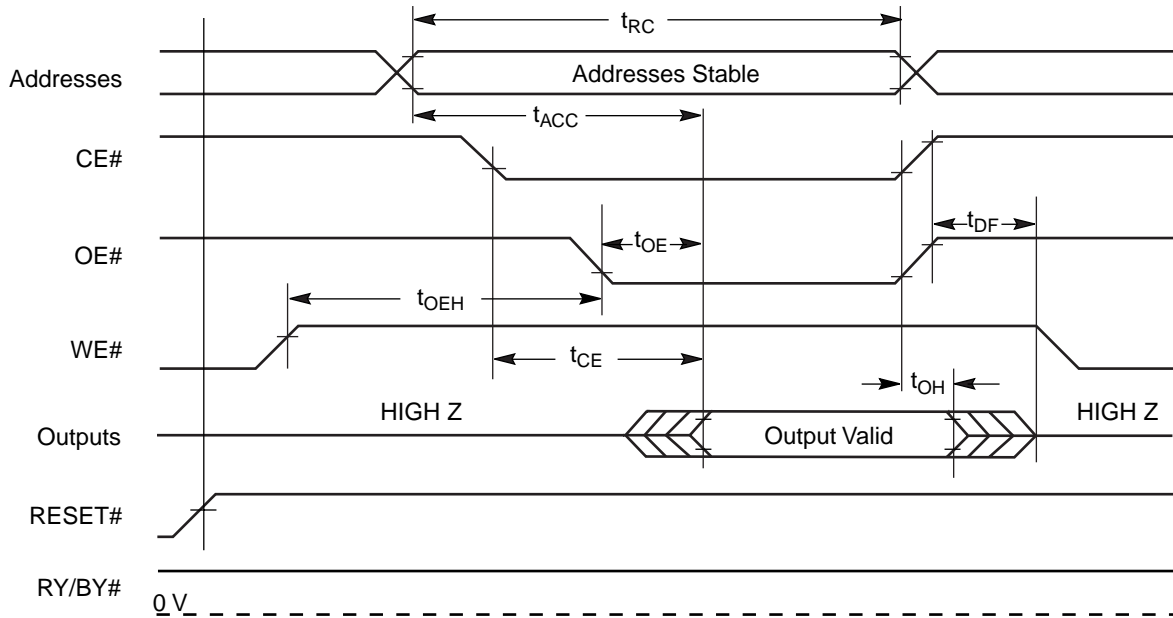 tRC
Addresses
Addresses Stable
tACC
CE#
tDF
OE#
tOE
tOEH
WE#
tCE
tOH
HIGH Z
HIGH Z
Outputs
Output Valid
RESET#
RY/BY#
0 V